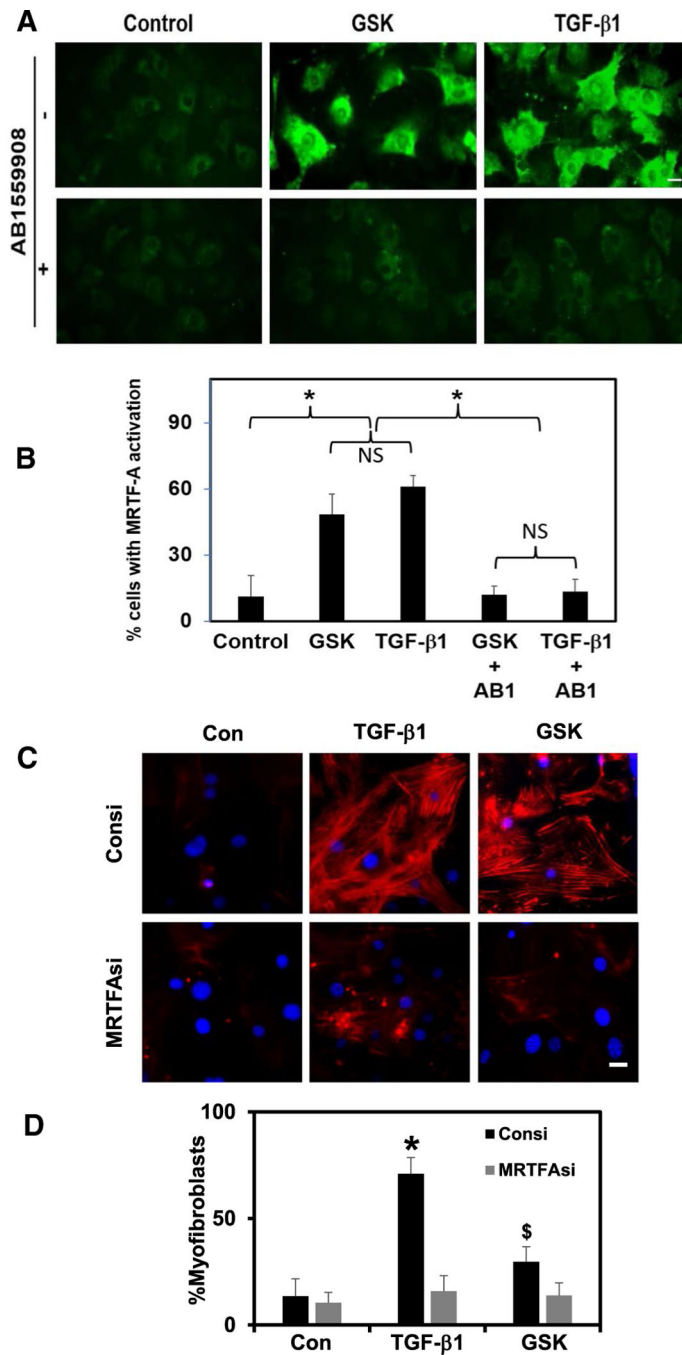 A
Control GSK TGF-β1
AB1559908
-
+
B
% cells with MRTF-A activation
90
60
30
0
* *
NS
NS
Control GSK TGF-β1 GSK TGF-β1
+ +
AB1 AB1
C
Con TGF-β1 GSK
Consi
MRTFAsi
D
%Myofibroblasts
100
50
0
*
$
Consi
MRTFAsi
Con TGF-β1 GSK